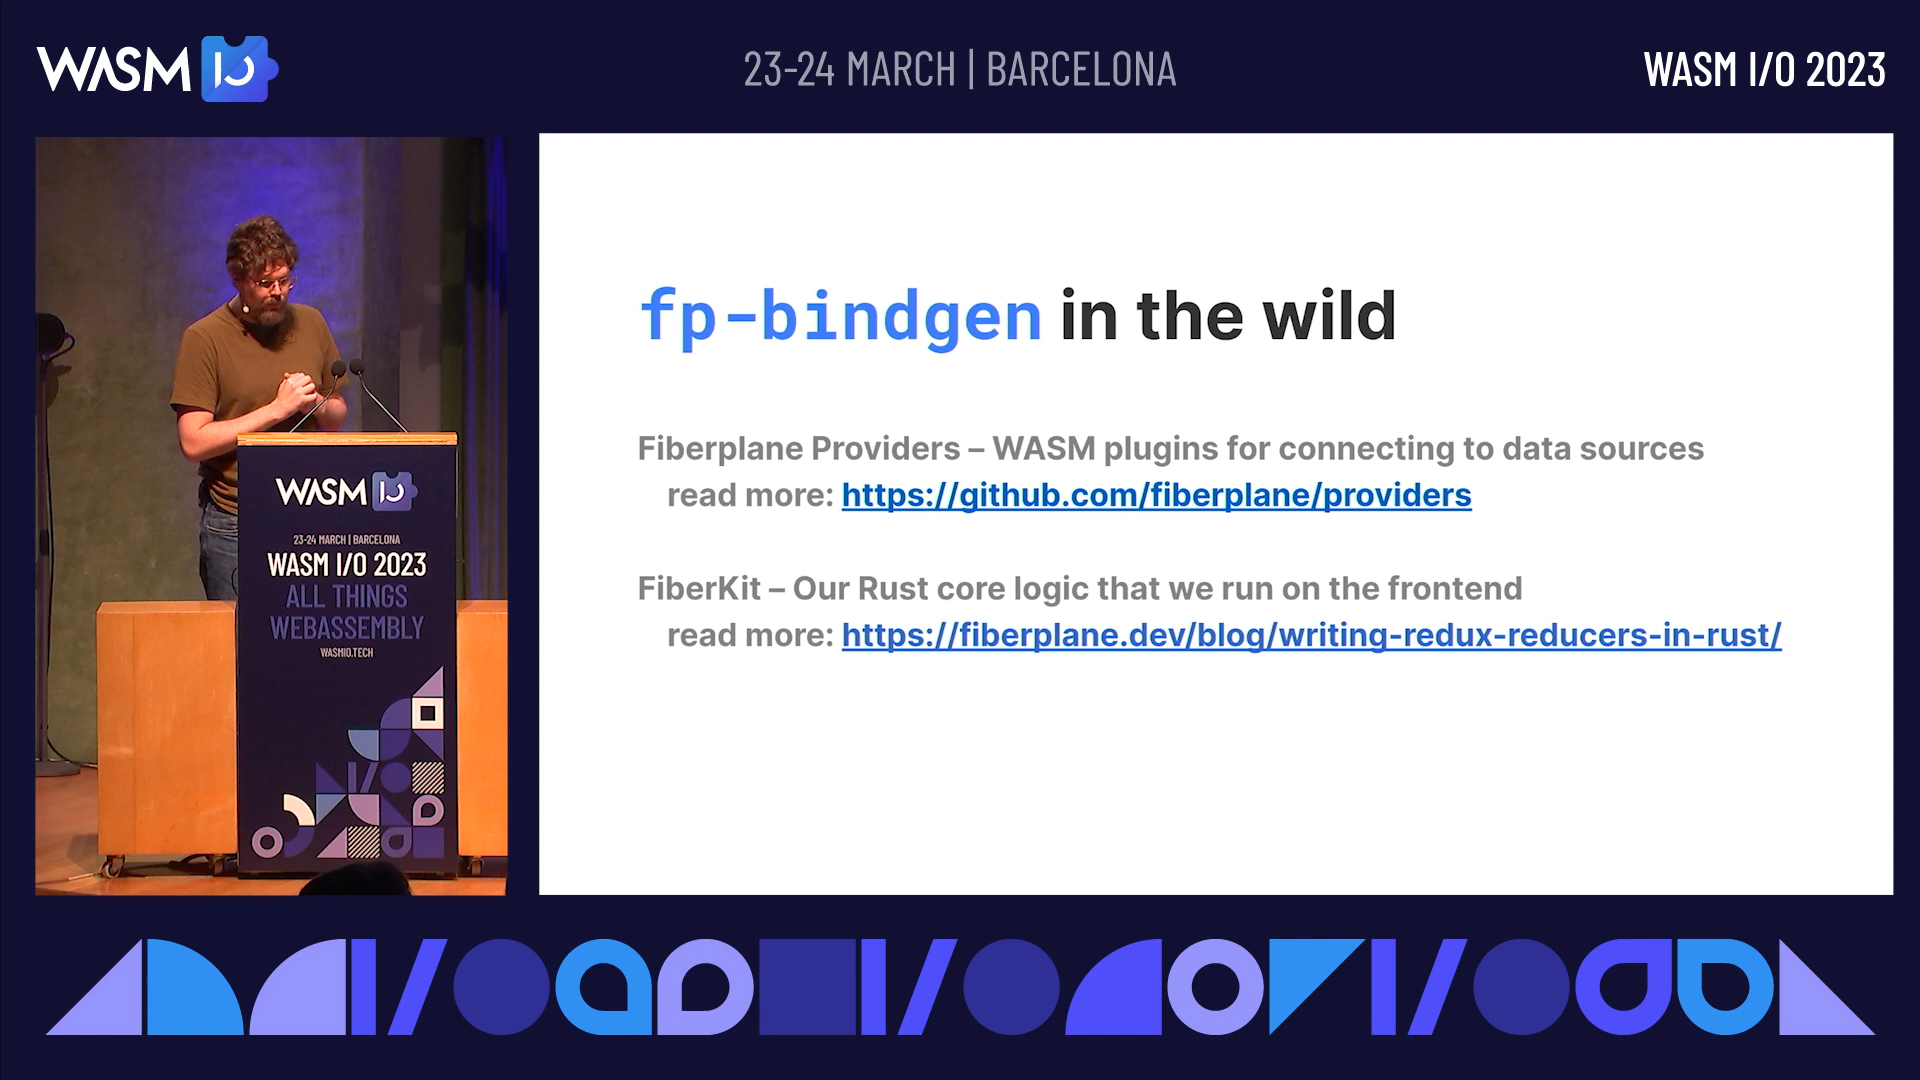 WASM IO
23-24 MARCH | BARCELONA
WASM I/O 2023
WASM IO
23-24 MARCH | BARCELONA
WASM I/O 2023
ALL THINGS
WEBASSEMBLY
WASMIO.TECH
I/O
fp-bindgen in the wild
Fiberplane Providers – WASM plugins for connecting to data sources
read more: https://github.com/fiberplane/providers
FiberKit – Our Rust core logic that we run on the frontend
read more: https://fiberplane.dev/blog/writing-redux-reducers-in-rust/